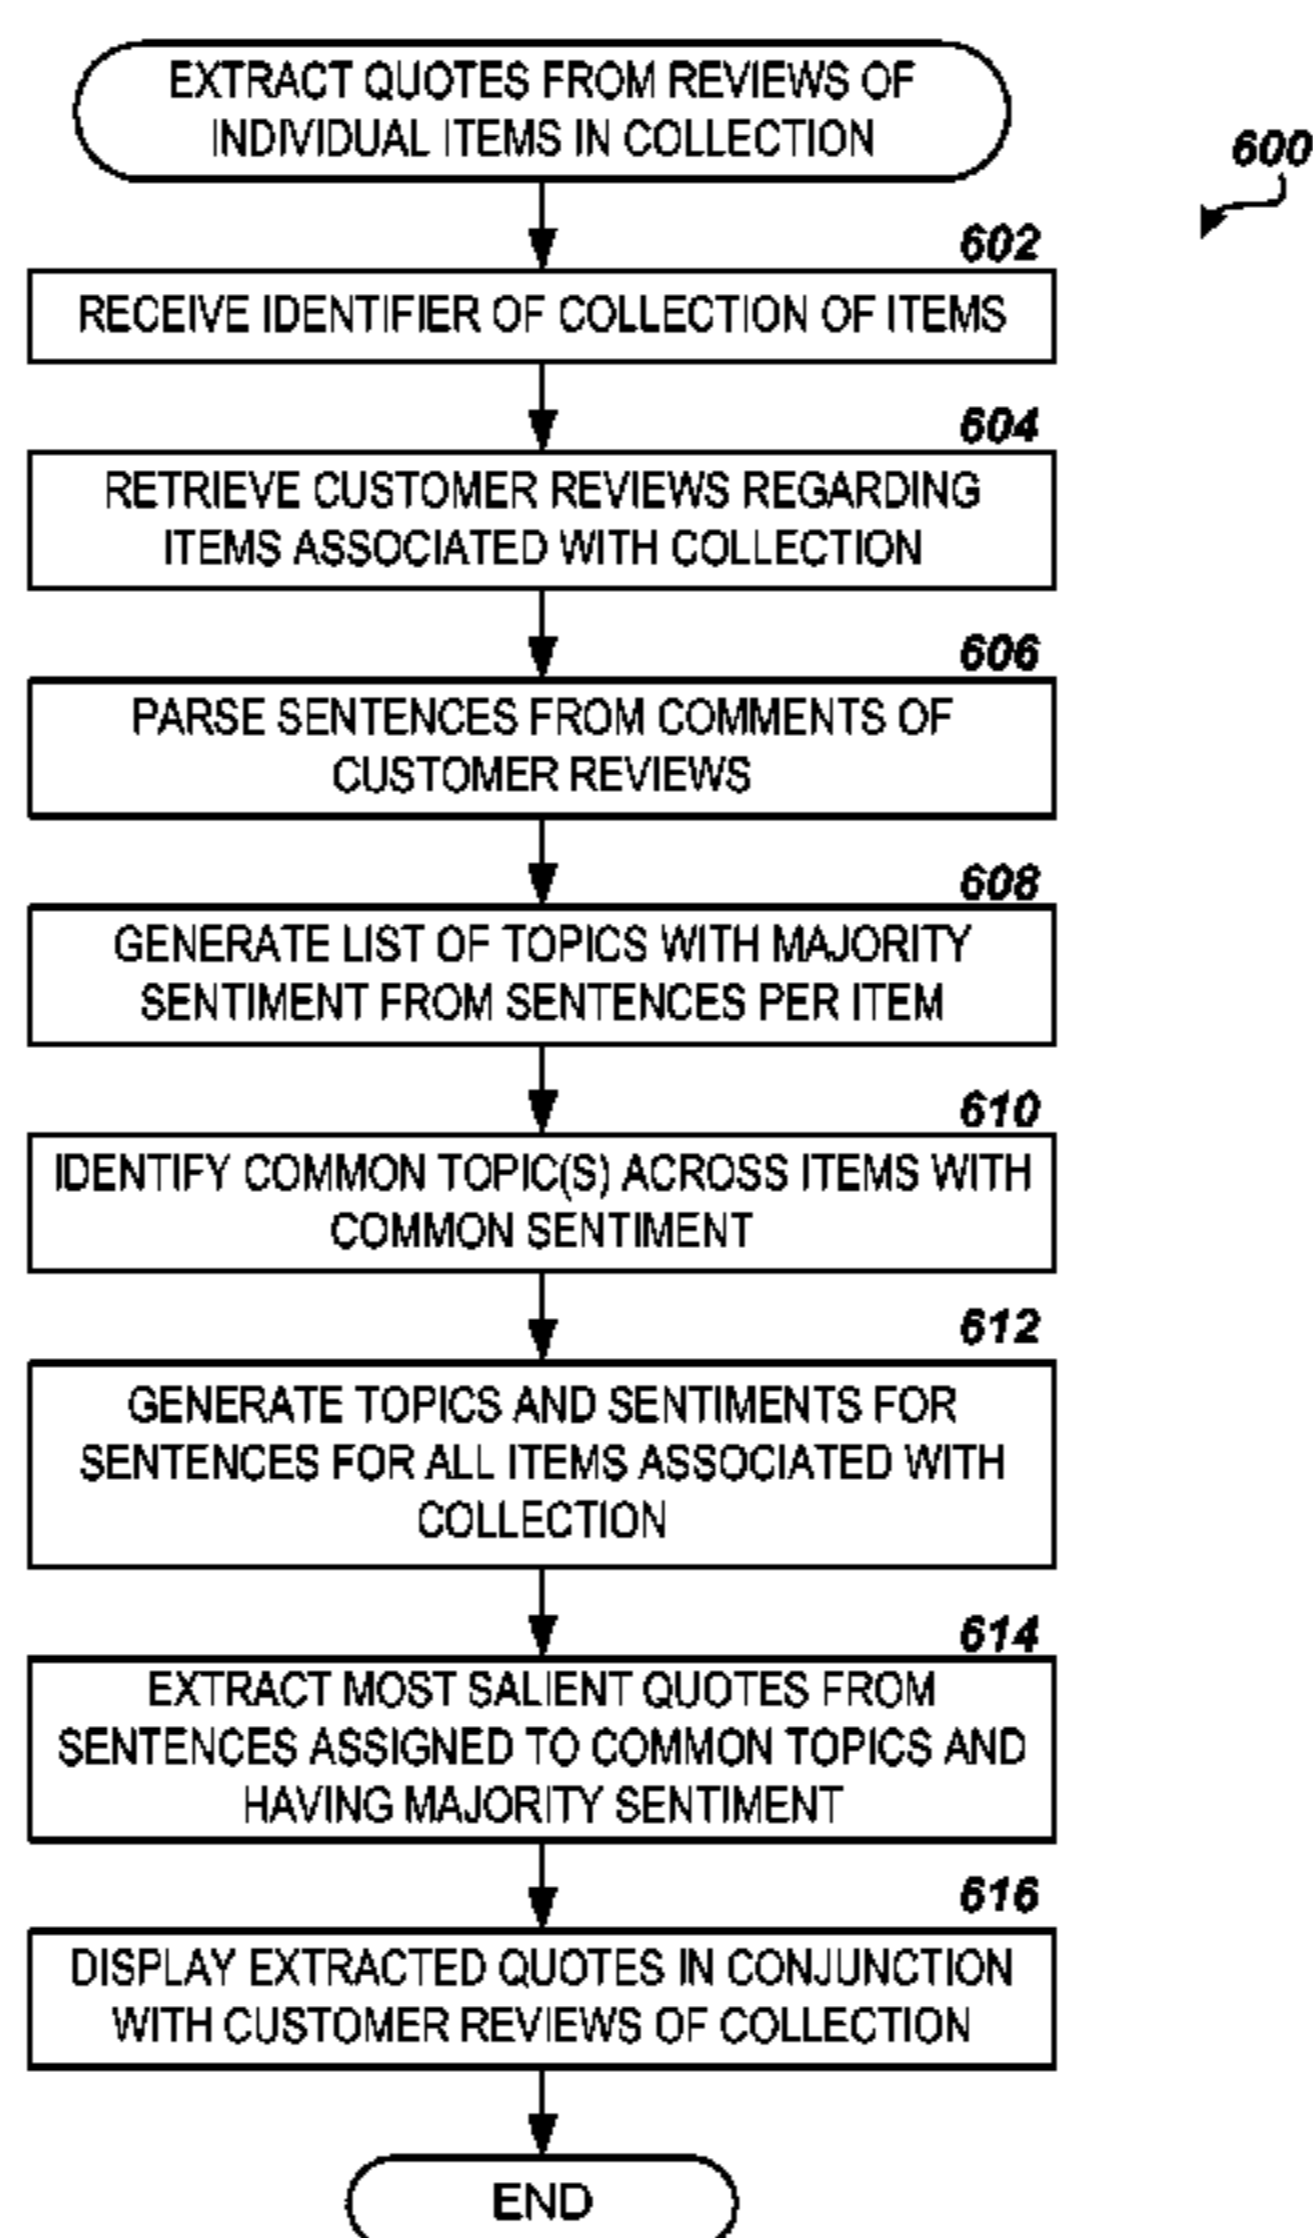 EXTRACT QUOTES FROM REVIEWS OF
INDIVIDUAL ITEMS IN COLLECTION
600
602
RECEIVE IDENTIFIER OF COLLECTION OF ITEMS
604
RETRIEVE CUSTOMER REVIEWS REGARDING
ITEMS ASSOCIATED WITH COLLECTION
606
PARSE SENTENCES FROM COMMENTS OF
CUSTOMER REVIEWS
608
GENERATE LIST OF TOPICS WITH MAJORITY
SENTIMENT FROM SENTENCES PER ITEM
610
IDENTIFY COMMON TOPIC(S) ACROSS ITEMS WITH
COMMON SENTIMENT
612
GENERATE TOPICS AND SENTIMENTS FOR
SENTENCES FOR ALL ITEMS ASSOCIATED WITH
COLLECTION
614
EXTRACT MOST SALIENT QUOTES FROM
SENTENCES ASSIGNED TO COMMON TOPICS AND
HAVING MAJORITY SENTIMENT
616
DISPLAY EXTRACTED QUOTES IN CONJUNCTION
WITH CUSTOMER REVIEWS OF COLLECTION
END